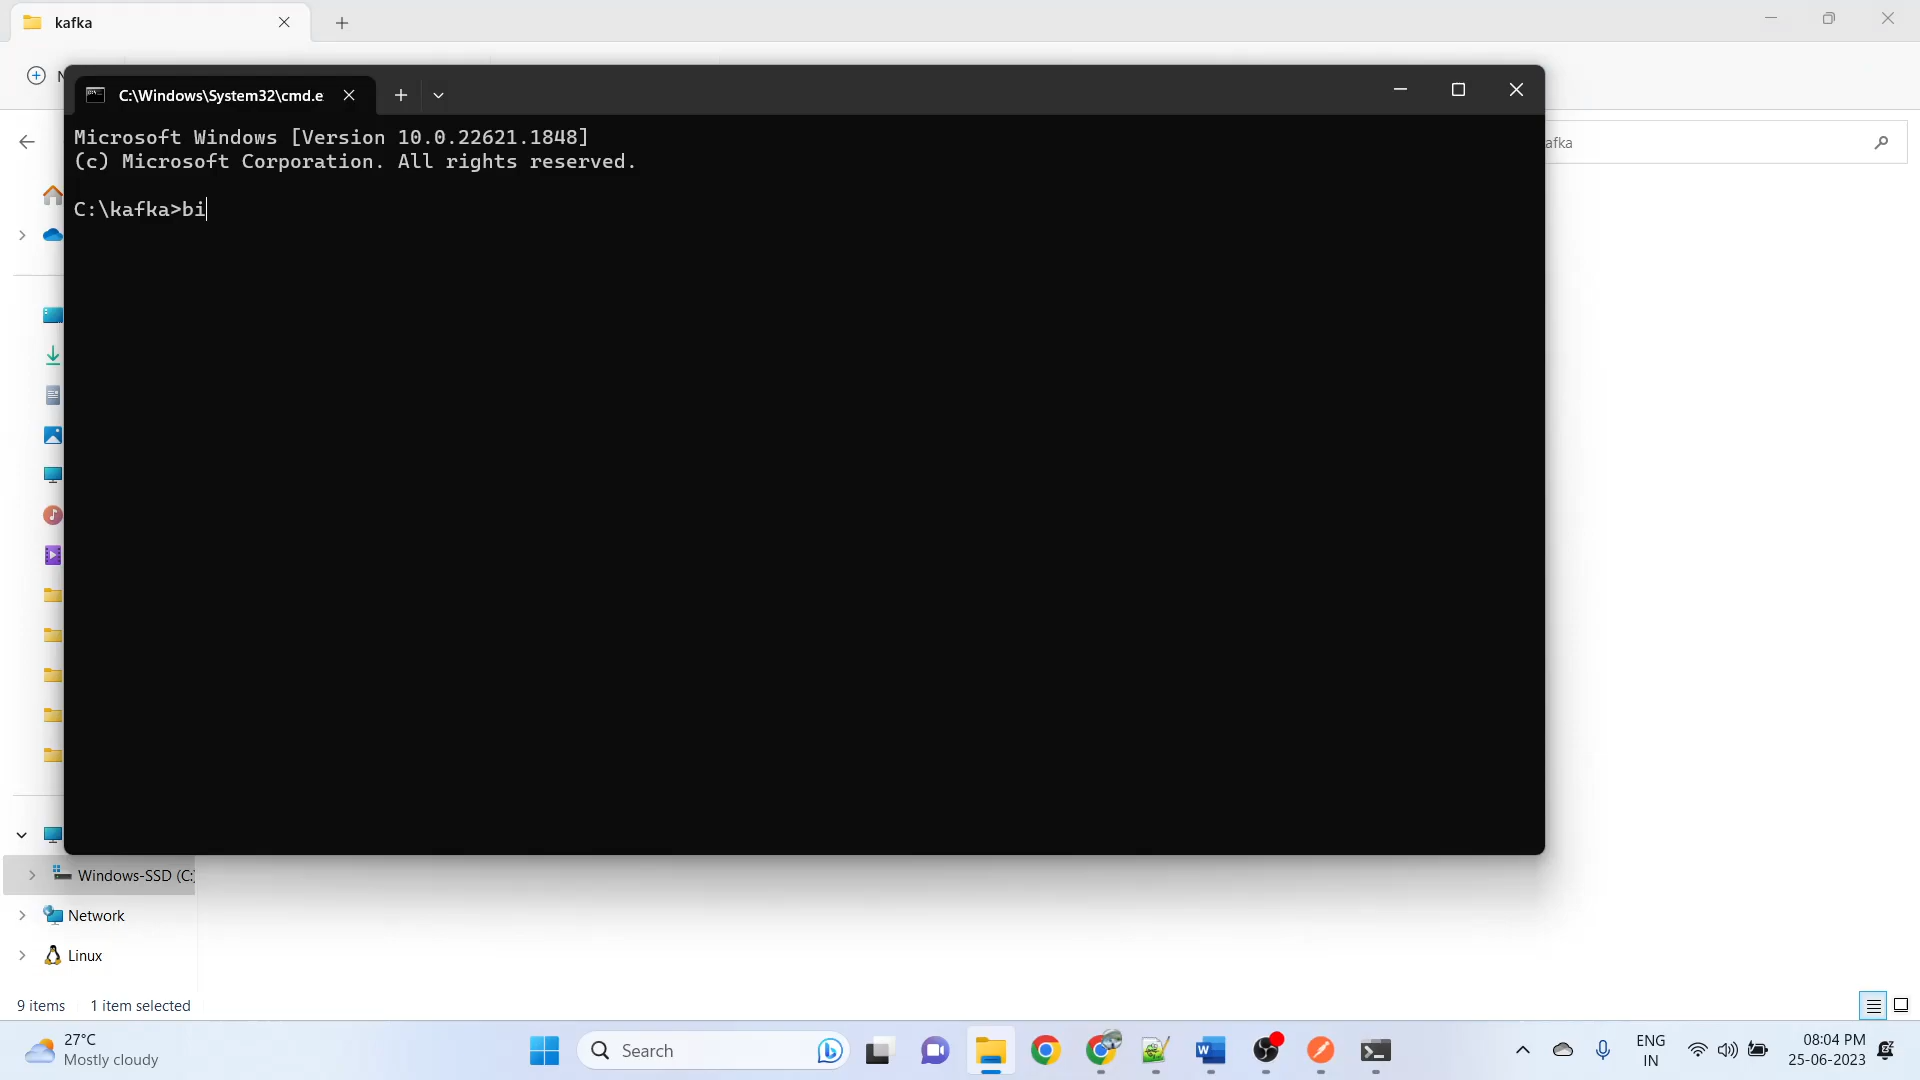 kafka
N
C:\Windows\System32\cmd.e
Microsoft Windows [Version 10.0.22621.1848]
(c) Microsoft Corporation. All rights reserved.
afka
C:\kafka>bi
Windows-SSD (C:
Network
Linux
9 items
1 item selected
27°C
Mostly cloudy
Search
ENG
IN
08:04 PM
25-06-2023